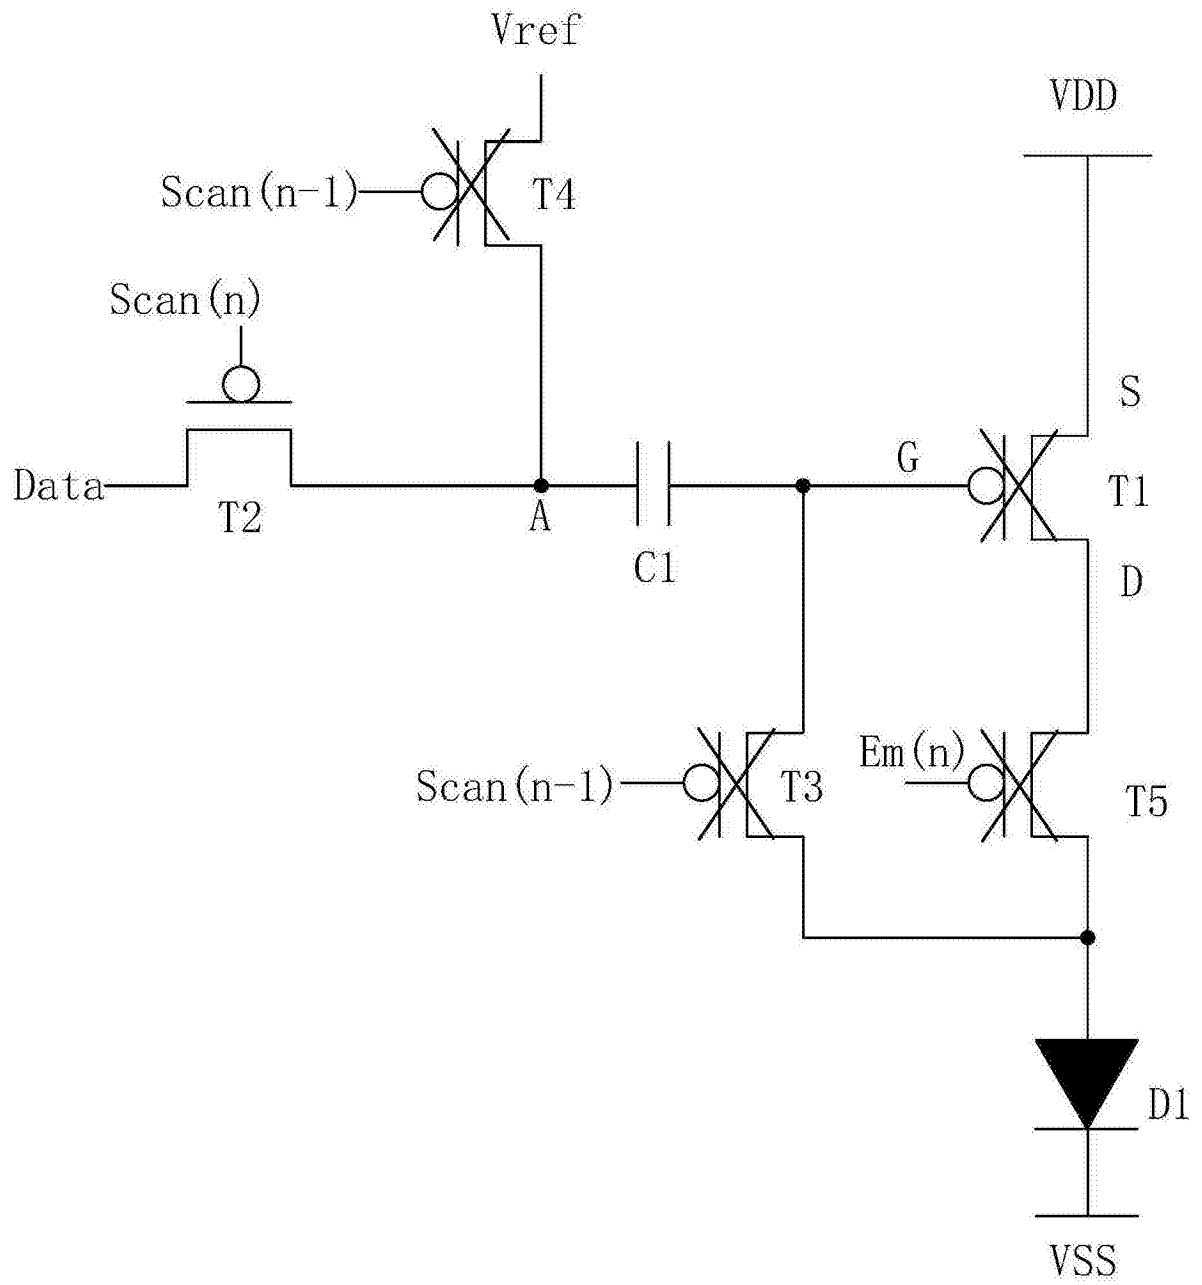 Vref
VDD
Scan(n-1)
T4
Scan(n)
S
Data
T2
A
C1
G
T1
D
Scan(n-1)
T3
Em(n)
T5
D1
VSS